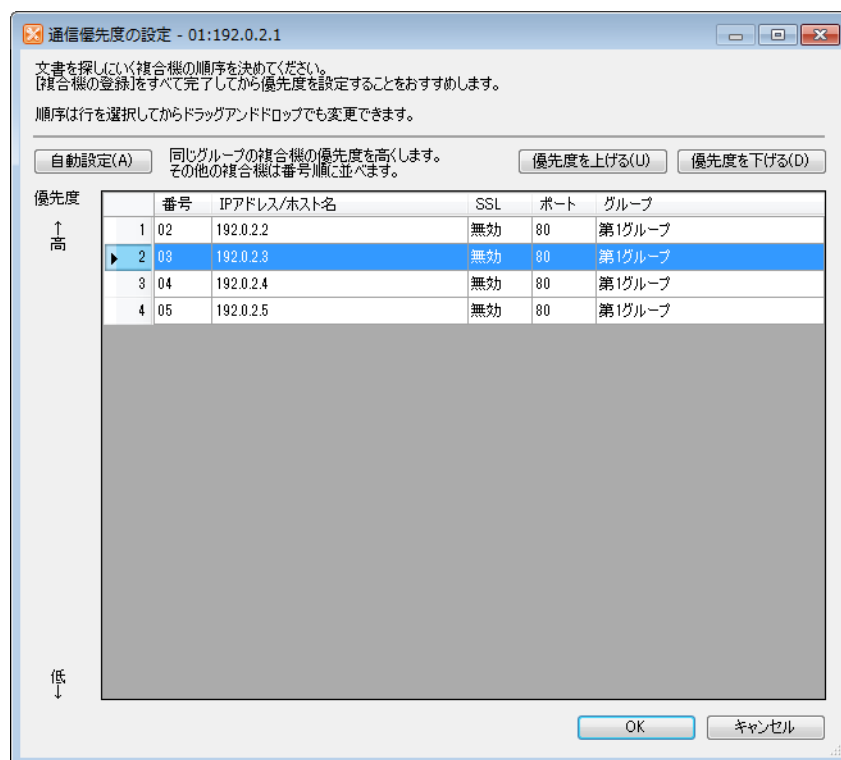 通信優先度の設定 - 01:192.0.2.1
文書を探しにいく複合機の順序を決めてください。
[複合機の登録]をすべて完了してから優先度を設定することをおすすめします。
順序は行を選択してからドラッグアンドドロップでも変更できます。
自動設定(A) 同じグループの複合機の優先度を高くします。 優先度を上げる(U) 優先度を下げる(D)
その他の複合機は番号順に並べます。
優先度 番号 IPアドレス/ホスト名 SSL ポート グループ
↑ 1 02 192.0.2.2 無効 80 第1グループ
高 2 03 192.0.2.3 無効 80 第1グループ
3 04 192.0.2.4 無効 80 第1グループ
4 05 192.0.2.5 無効 80 第1グループ
低
↓
OK キャンセル